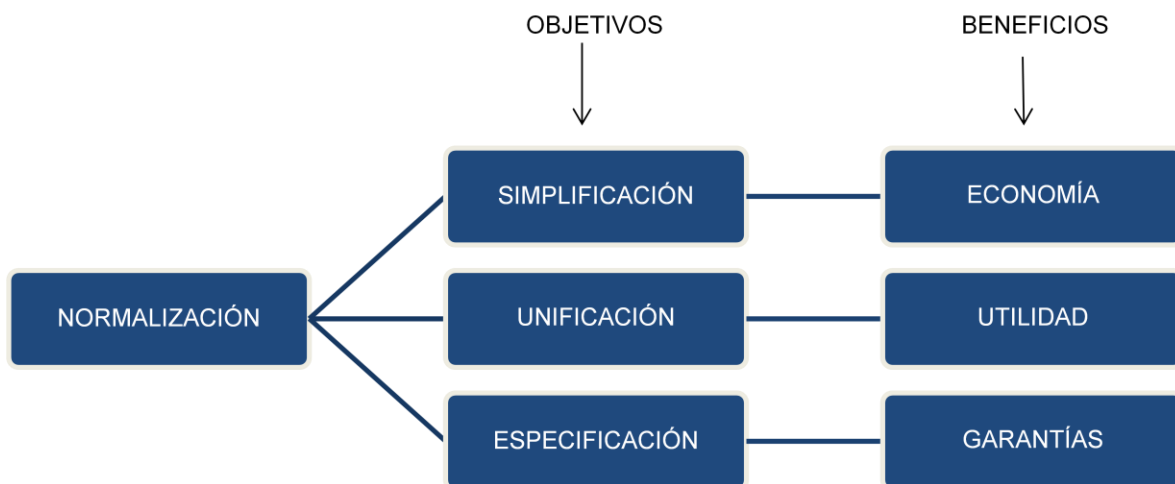 OBJETIVOS
BENEFICIOS
SIMPLIFICACIÓN
ECONOMÍA
NORMALIZACIÓN
UNIFICACIÓN
UTILIDAD
ESPECIFICACIÓN
GARANTÍAS